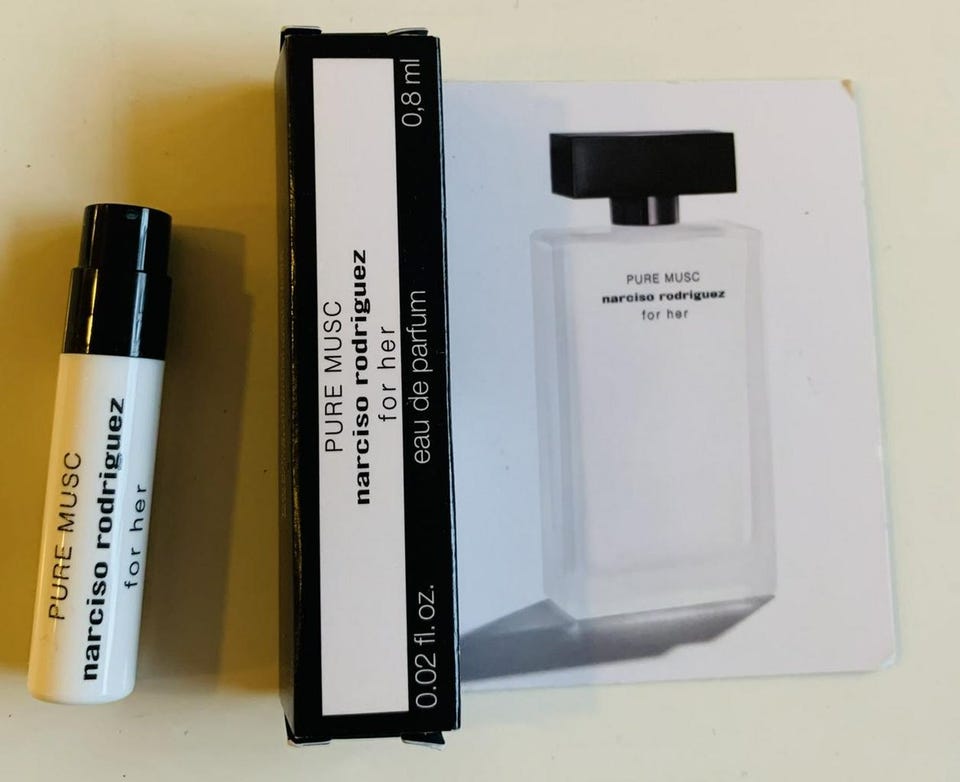 PURE MUSC
narciso rodriguez
for her
PURE MUSC
narciso rodriguez
for her
eau de parfum
0.02 fl. oz.
0,8 ml
PURE MUSC
narciso rodriguez
for her